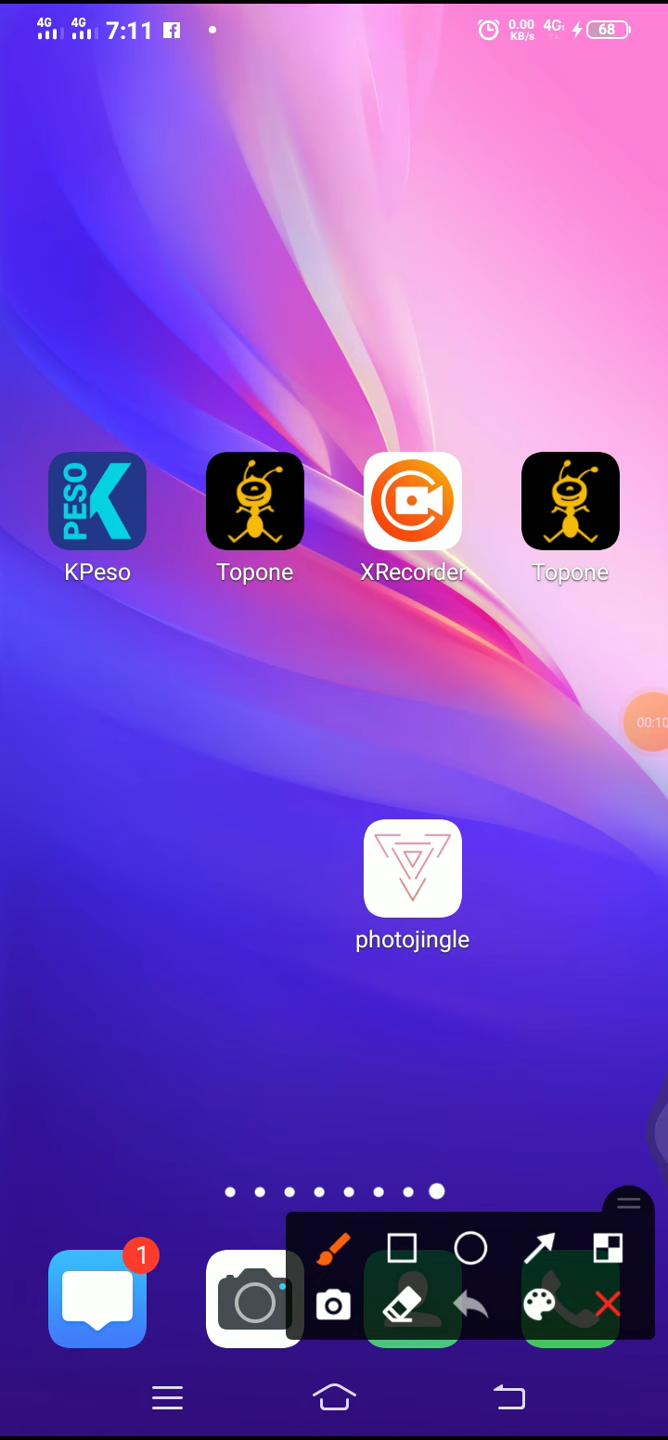 4G 4G 7:11 0.00 KB/s 4G 68
PESO K
KPeso Topone XRecorder Topone
00:10
photojingle
1